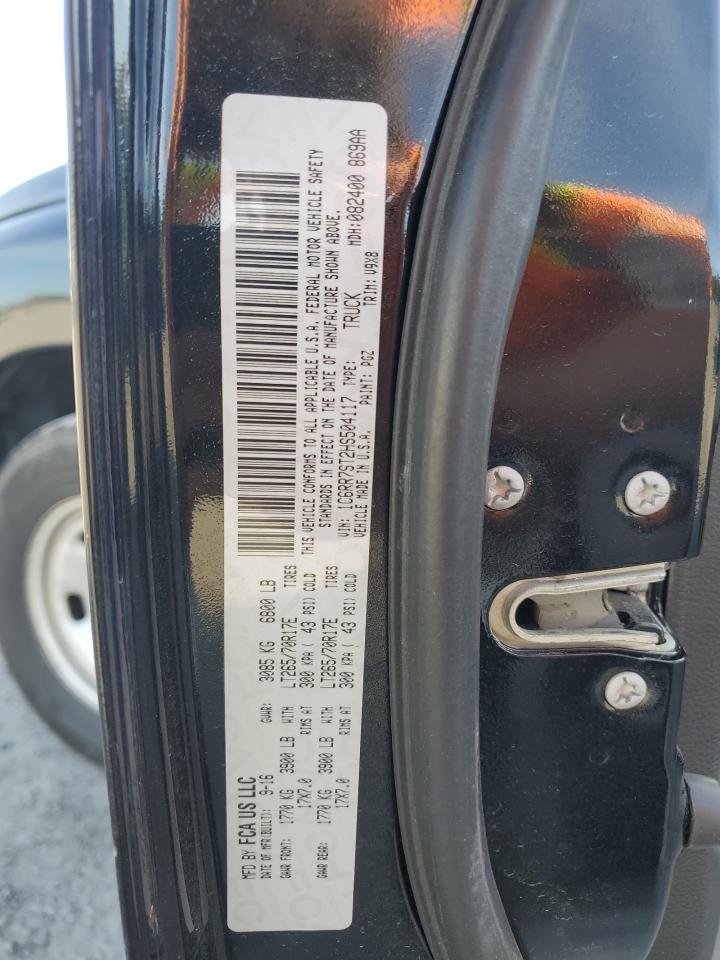 MFD BY FCA US LLC
DATE OF MFR(BUILT): 9-16 GVWR: 3085 KG 6800 LB
GAWR FRONT: 1770 KG 3900 LB WITH LT265/70R17E TIRES
17X7.0 RIMS AT 300 KPA ( 43 PSI) COLD
GAWR REAR: 1770 KG 3900 LB WITH LT265/70R17E TIRES
17X7.0 RIMS AT 300 KPA ( 43 PSI) COLD
THIS VEHICLE CONFORMS TO ALL APPLICABLE U.S.A. FEDERAL MOTOR VEHICLE SAFETY
STANDARDS IN EFFECT ON THE DATE OF MANUFACTURE SHOWN ABOVE.
VIN: 1C6RR7ST2HS504117 TYPE: TRUCK MDH:082400 869AA
VEHICLE MADE IN U.S.A. PAINT: PGZ TRIM: V9X8